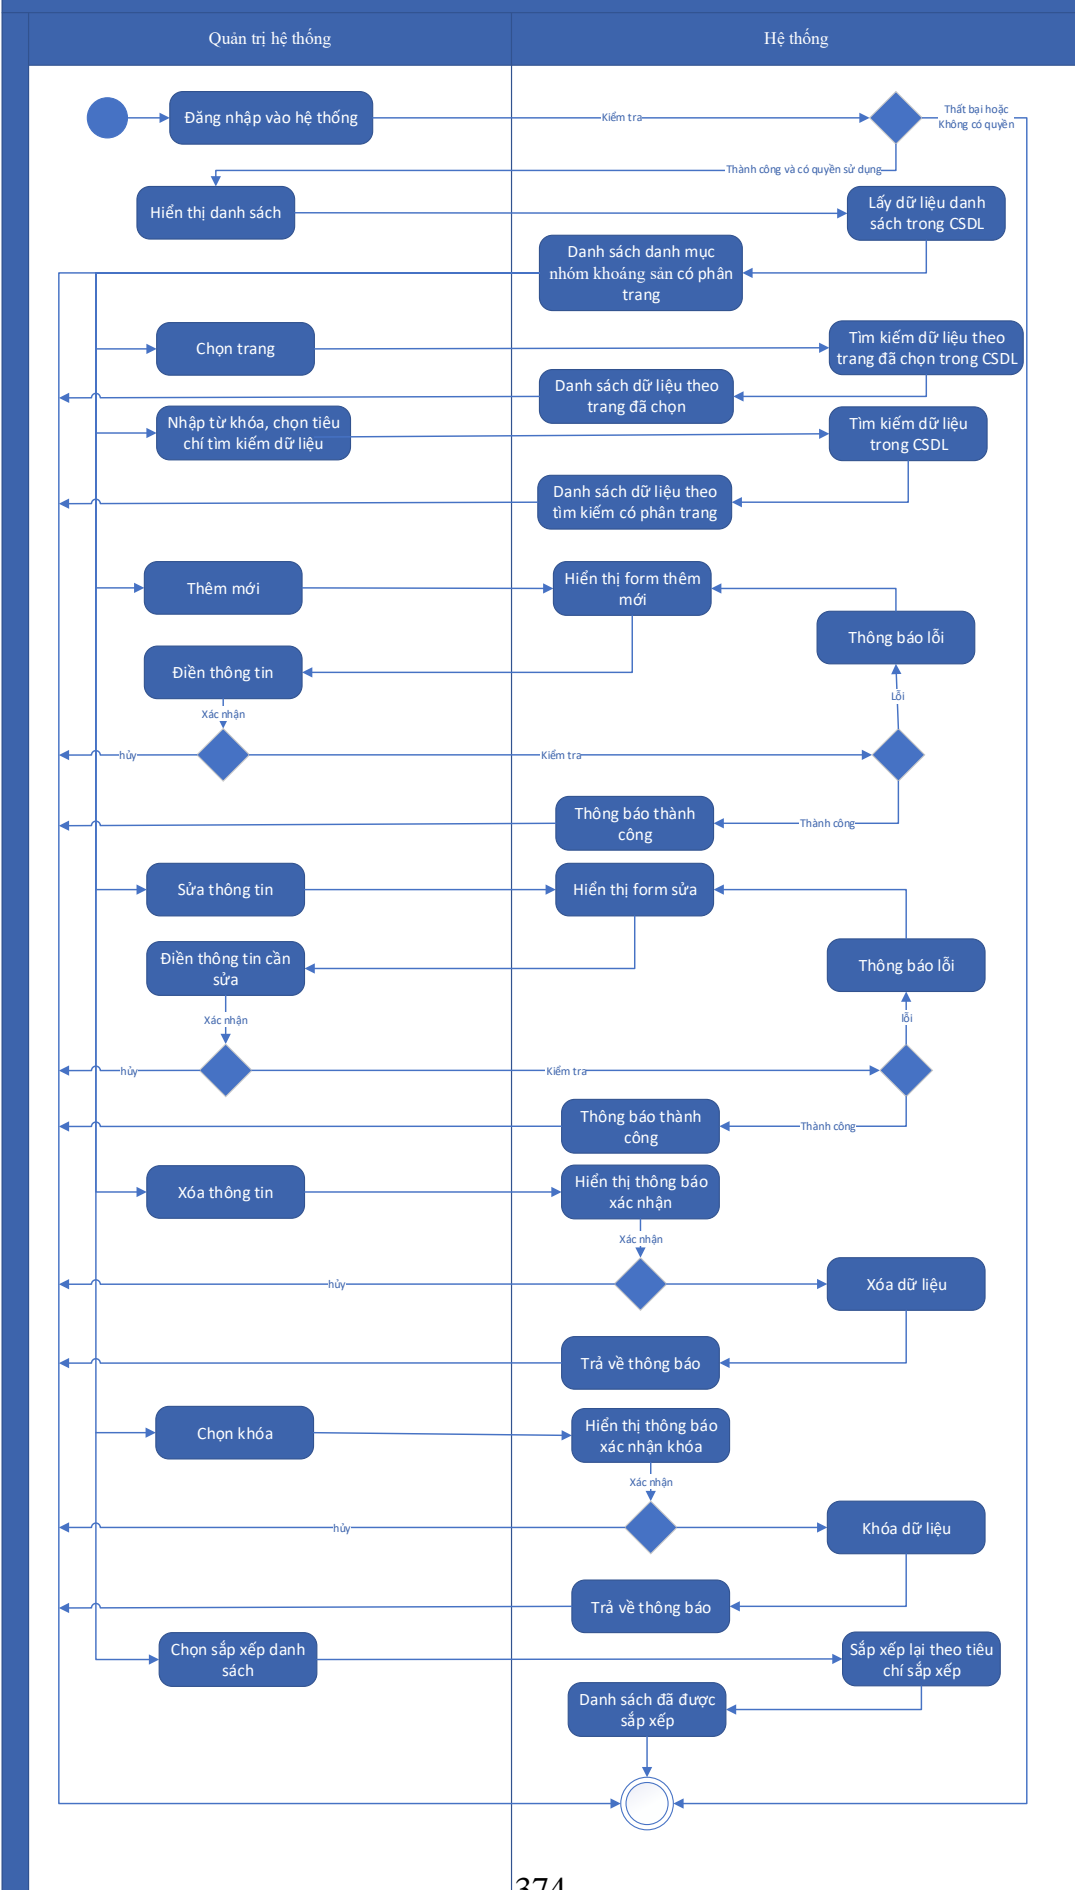 Quản trị hệ thống
Hệ thống
Đăng nhập vào hệ thống
Kiểm tra
Thất bại hoặc
Không có quyền
Thành công và có quyền sử dụng
Hiển thị danh sách
Lấy dữ liệu danh
sách trong CSDL
Danh sách danh mục
nhóm khoáng sản có phân
trang
Chọn trang
Tìm kiếm dữ liệu theo
trang đã chọn trong CSDL
Danh sách dữ liệu theo
trang đã chọn
Nhập từ khóa, chọn tiêu
chí tìm kiếm dữ liệu
Tìm kiếm dữ liệu
trong CSDL
Danh sách dữ liệu theo
tìm kiếm có phân trang
Thêm mới
Hiển thị form thêm
mới
Thông báo lỗi
Điền thông tin
Lỗi
Xác nhận
hủy
Kiểm tra
Thông báo thành
công
Thành công
Sửa thông tin
Hiển thị form sửa
Điền thông tin cần
sửa
Thông báo lỗi
Xác nhận
lỗi
hủy
Kiểm tra
Thông báo thành
công
Thành công
Xóa thông tin
Hiển thị thông báo
xác nhận
Xác nhận
hủy
Xóa dữ liệu
Trả về thông báo
Chọn khóa
Hiển thị thông báo
xác nhận khóa
Xác nhận
hủy
Khóa dữ liệu
Trả về thông báo
Chọn sắp xếp danh
sách
Sắp xếp lại theo tiêu
chí sắp xếp
Danh sách đã được
sắp xếp
374